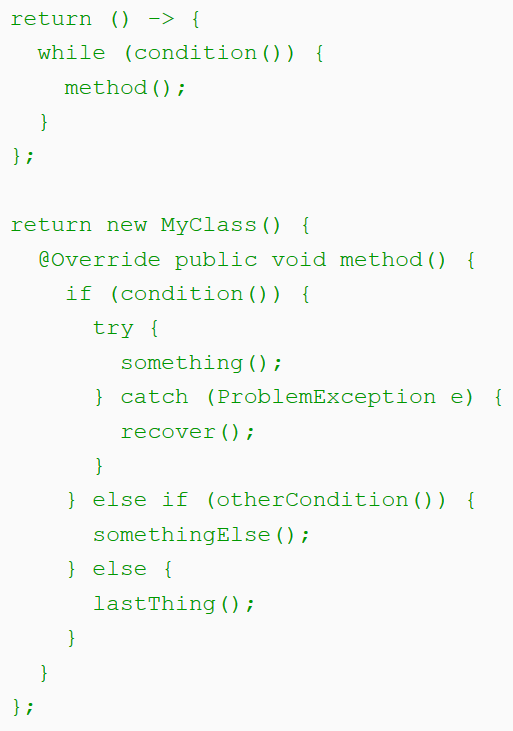 return () -> {
  while (condition()) {
    method();
  }
};

return new MyClass() {
  @Override public void method() {
    if (condition()) {
      try {
        something();
      } catch (ProblemException e) {
        recover();
      }
    } else if (otherCondition()) {
      somethingElse();
    } else {
      lastThing();
    }
  }
};